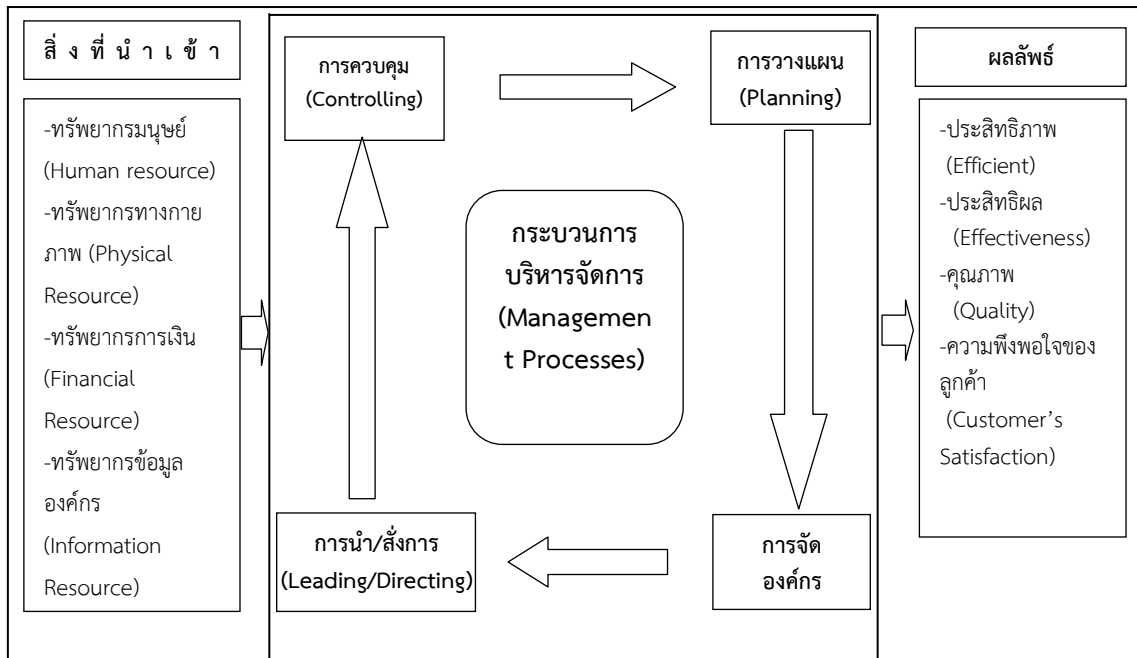 สิ่งที่นำเข้า
-ทรัพยากรมนุษย์
(Human resource)
-ทรัพยากรทางกาย
ภาพ (Physical
Resource)
-ทรัพยากรการเงิน
(Financial
Resource)
-ทรัพยากรข้อมูล
องค์กร
(Information
Resource)
การควบคุม
(Controlling)
การวางแผน
(Planning)
กระบวนการ
บริหารจัดการ
(Managemen
t Processes)
การนำ/สั่งการ
(Leading/Directing)
การจัด
องค์กร
ผลลัพธ์
-ประสิทธิภาพ
(Efficient)
-ประสิทธิผล
(Effectiveness)
-คุณภาพ
(Quality)
-ความพึงพอใจของ
ลูกค้า
(Customer’s
Satisfaction)